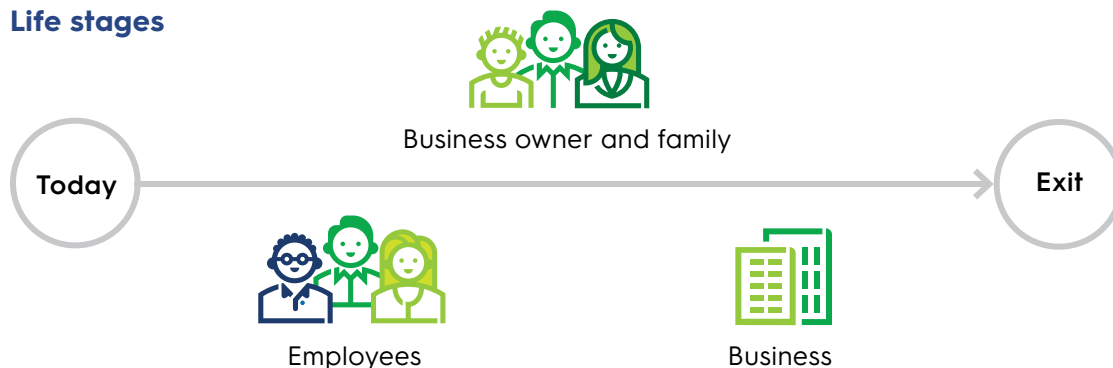 Life stages
Business owner and family
Today
Exit
Employees
Business